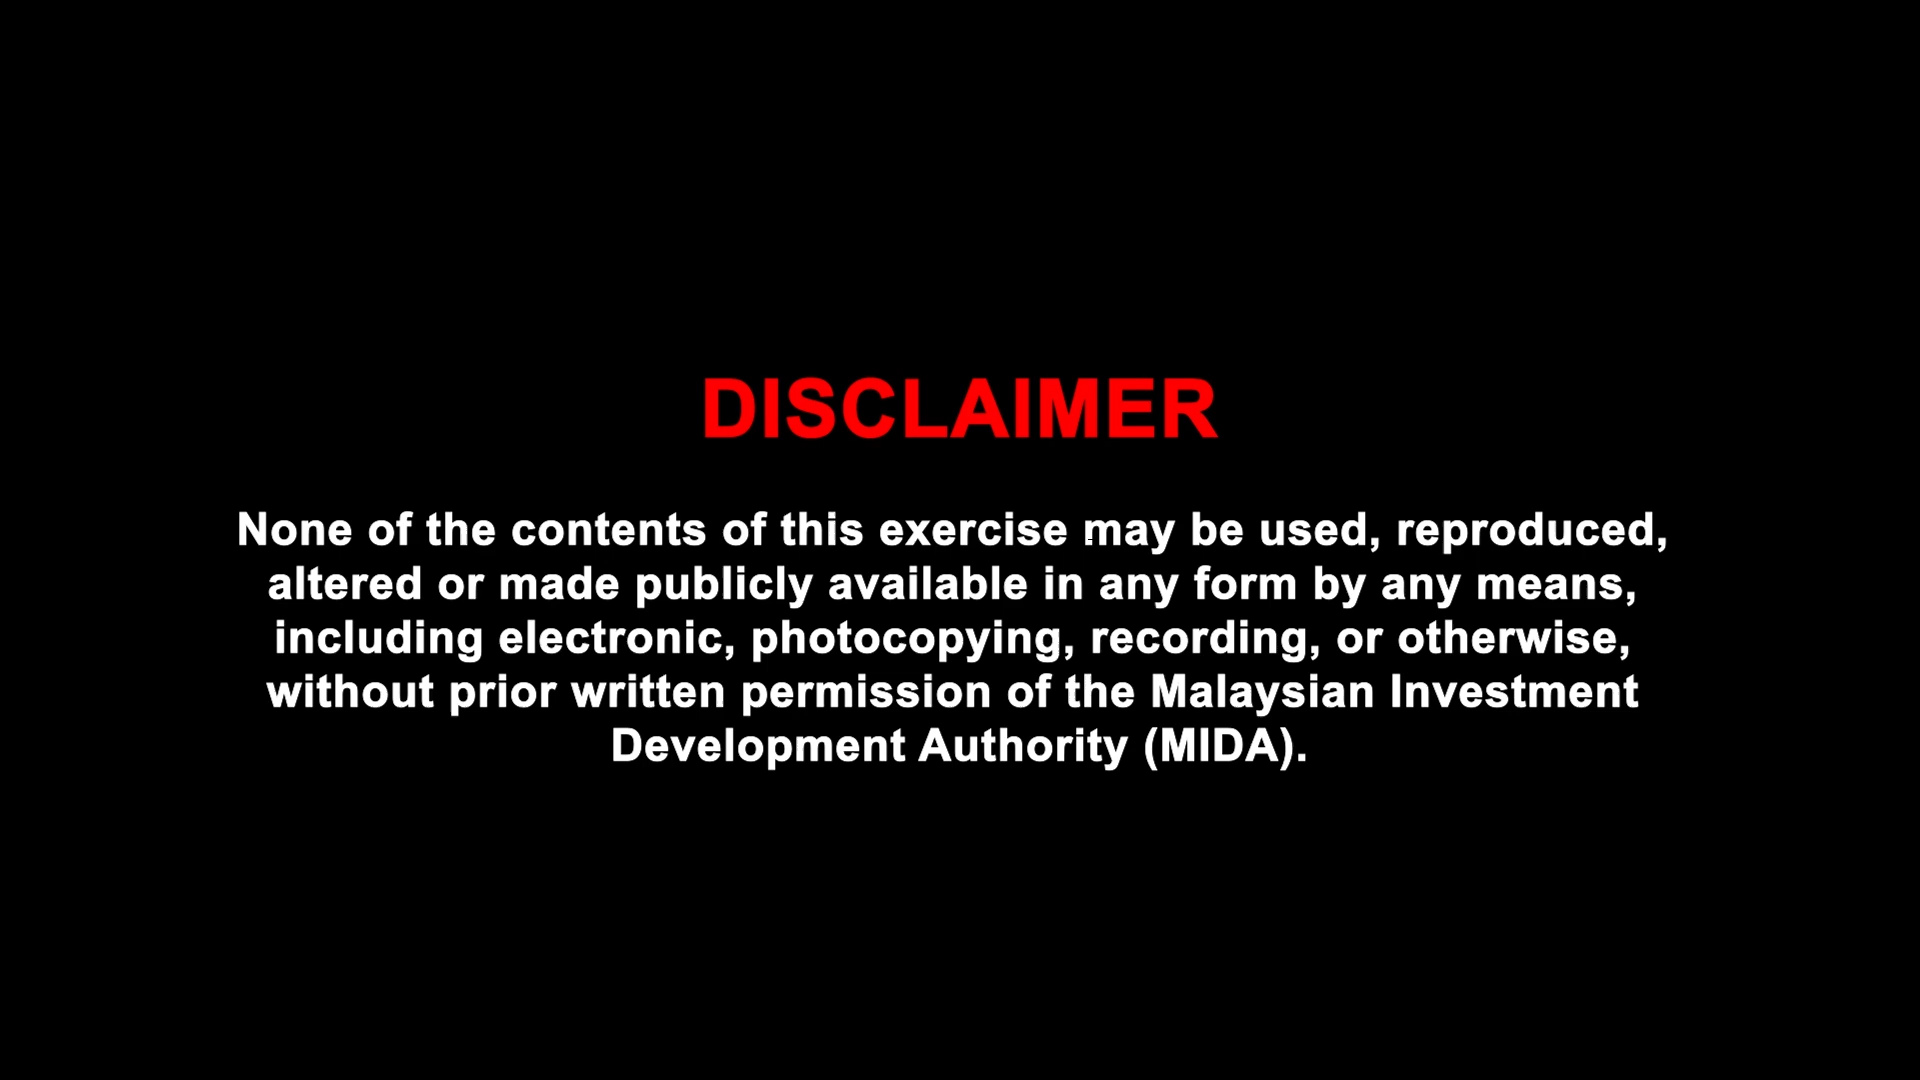 DISCLAIMER
None of the contents of this exercise may be used, reproduced,
altered or made publicly available in any form by any means,
including electronic, photocopying, recording, or otherwise,
without prior written permission of the Malaysian Investment
Development Authority (MIDA).